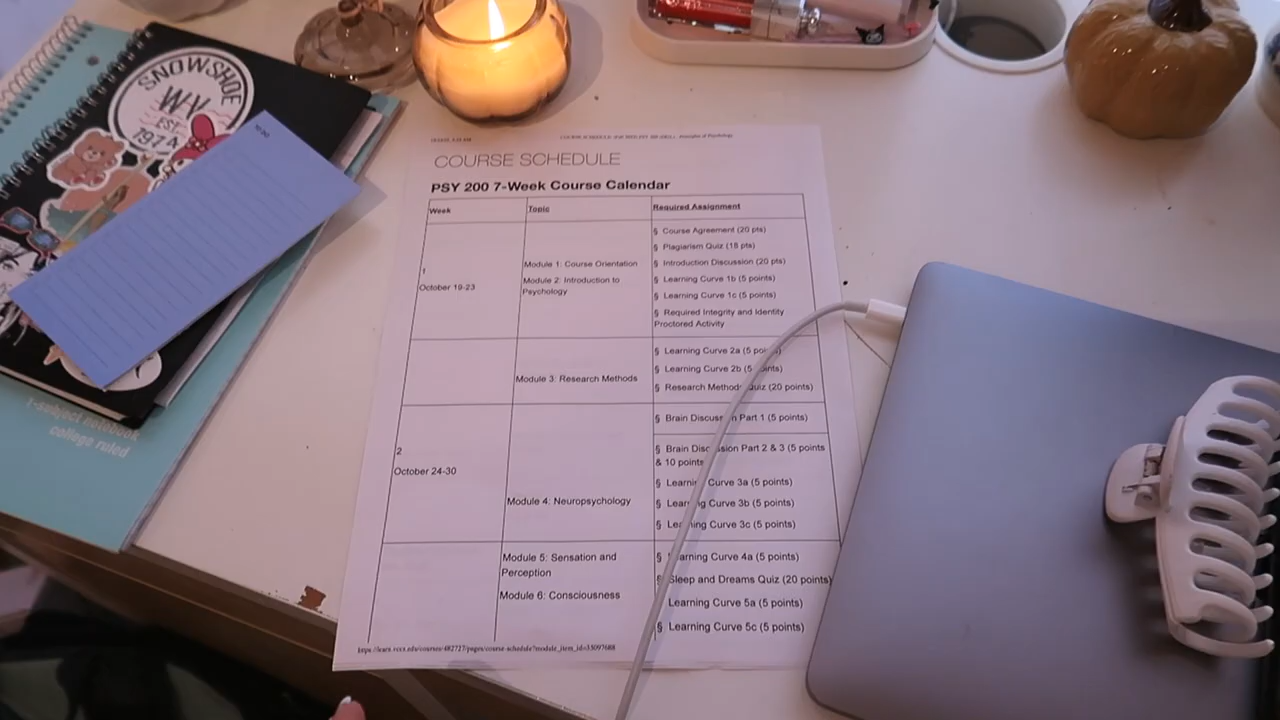 SNOWSHOE
WV
EST
1974
TO DO
1-subject notebook
college ruled
COURSE SCHEDULE
PSY 200 7-Week Course Calendar
Week Topic Required Assignment
§ Course Agreement (20 pts)
§ Plagiarism Quiz (18 pts)
Module 1: Course Orientation § Introduction Discussion (20 pts)
1 Module 2: Introduction to § Learning Curve 1b (5 points)
October 19-23 Psychology § Learning Curve 1c (5 points)
§ Required Integrity and Identity
Proctored Activity
§ Learning Curve 2a (5 points)
§ Learning Curve 2b (5 points)
Module 3: Research Methods § Research Methods Quiz (20 points)
§ Brain Discussion Part 1 (5 points)
2 § Brain Discussion Part 2 & 3 (5 points
October 24-30 & 10 points
§ Learning Curve 3a (5 points)
Module 4: Neuropsychology § Learning Curve 3b (5 points)
§ Learning Curve 3c (5 points)
Module 5: Sensation and § Learning Curve 4a (5 points)
Perception § Sleep and Dreams Quiz (20 points)
Module 6: Consciousness Learning Curve 5a (5 points)
§ Learning Curve 5c (5 points)